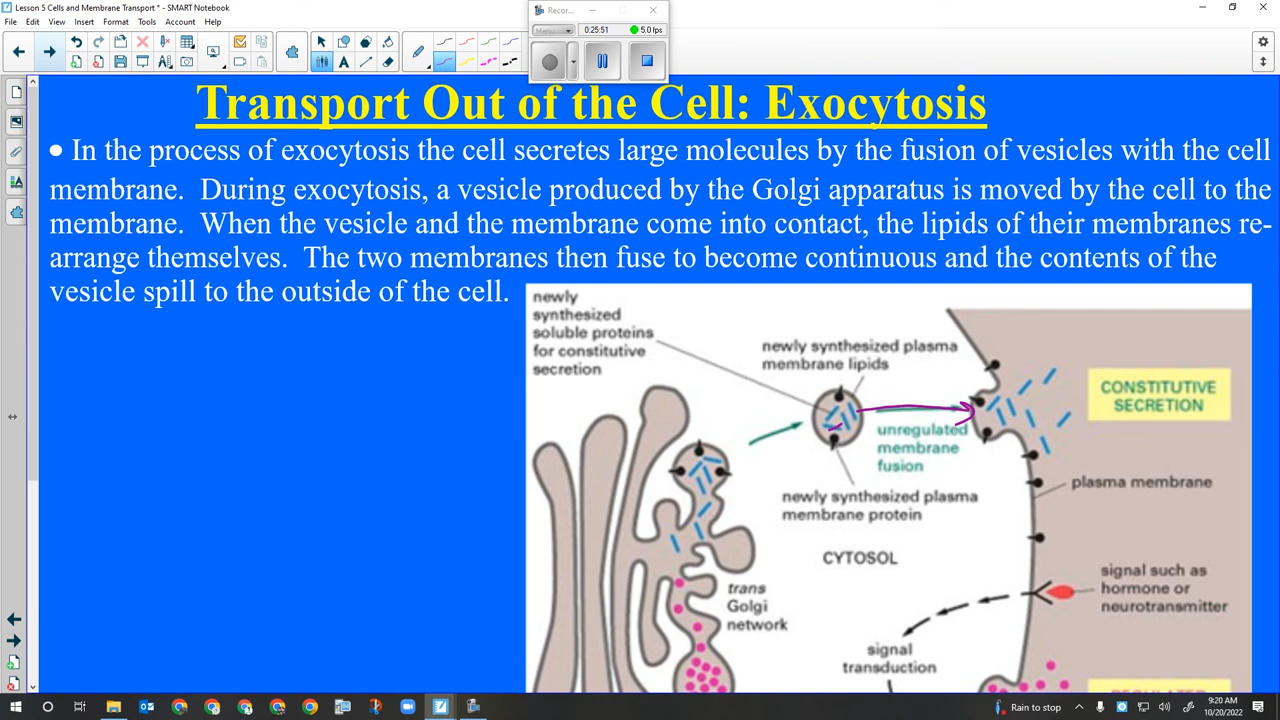 Lesson 5 Cells and Membrane Transport * - SMART Notebook
Recor...
File Edit View Insert Format Tools Account Help
Menu
0:25:51
5.0 fps
Transport Out of the Cell: Exocytosis
• In the process of exocytosis the cell secretes large molecules by the fusion of vesicles with the cell
membrane. During exocytosis, a vesicle produced by the Golgi apparatus is moved by the cell to the
membrane. When the vesicle and the membrane come into contact, the lipids of their membranes re-
arrange themselves. The two membranes then fuse to become continuous and the contents of the
vesicle spill to the outside of the cell.
newly
synthesized
soluble proteins
for constitutive
secretion
newly synthesized plasma
membrane lipids
CONSTITUTIVE
SECRETION
unregulated
membrane
fusion
plasma membrane
newly synthesized plasma
membrane protein
CYTOSOL
signal such as
hormone or
neurotransmitter
trans
Golgi
network
signal
transduction
REGULATED
Rain to stop
9:20 AM
10/20/2022